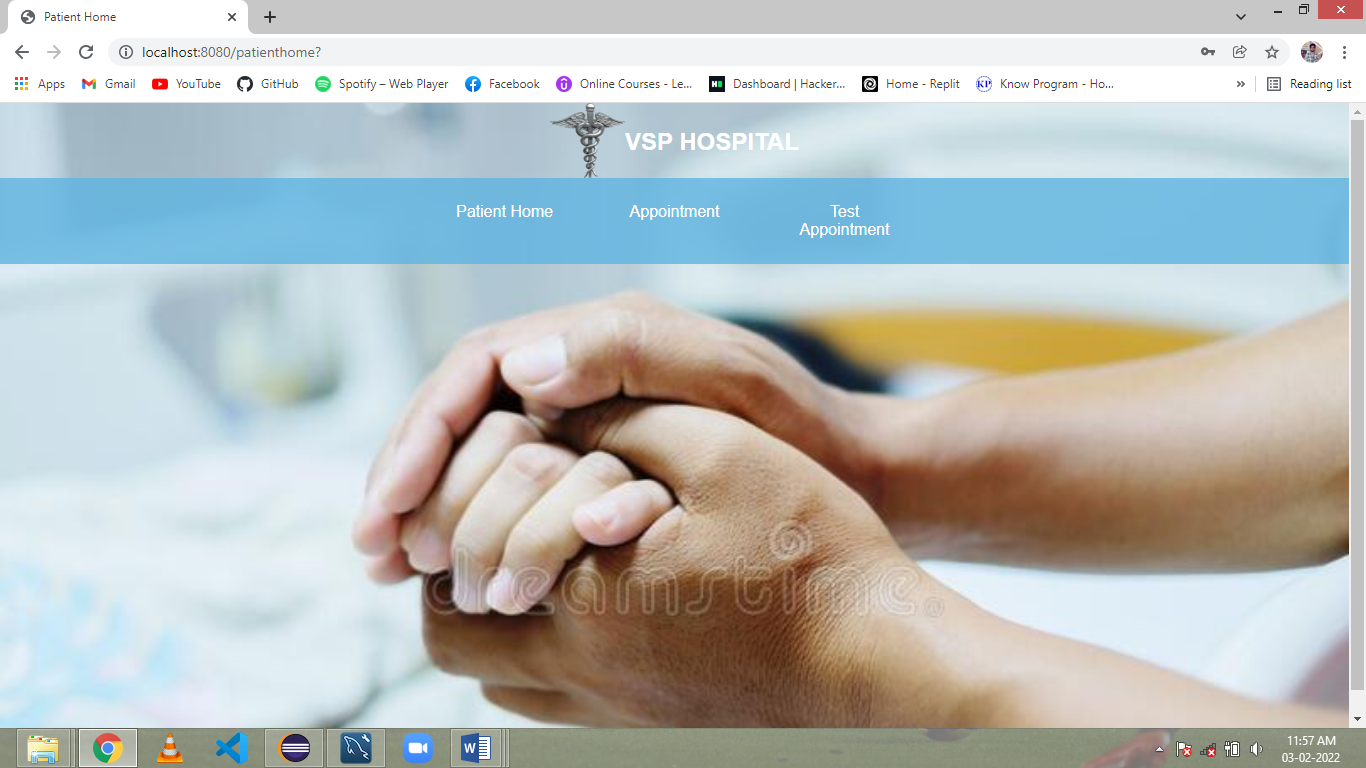 Patient Home
localhost:8080/patienthome?
Apps Gmail YouTube GitHub Spotify – Web Player Facebook Online Courses - Le... Dashboard | Hacker... Home - Replit KP Know Program - Ho... » Reading list
VSP HOSPITAL
Patient Home Appointment Test
Appointment
dreamstime
11:57 AM
03-02-2022